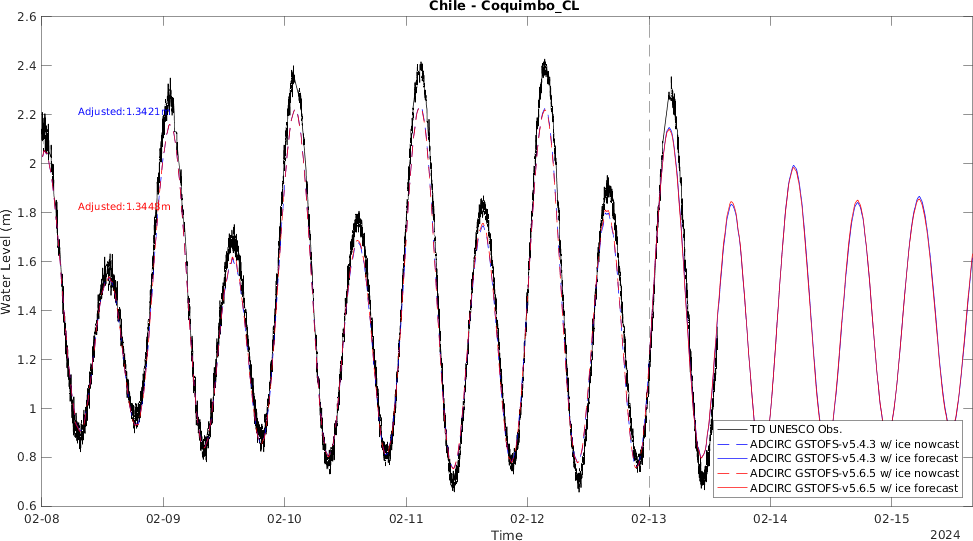 Chile - Coquimbo_CL
2.6
2.4
2.2
2
1.8
1.6
1.4
1.2
1
0.8
0.6
Water Level (m)
Adjusted:1.3421m
Adjusted:1.3448m
TD UNESCO Obs.
ADCIRC GSTOFS-v5.4.3 w/ ice nowcast
ADCIRC GSTOFS-v5.4.3 w/ ice forecast
ADCIRC GSTOFS-v5.6.5 w/ ice nowcast
ADCIRC GSTOFS-v5.6.5 w/ ice forecast
02-08 02-09 02-10 02-11 02-12 02-13 02-14 02-15
Time
2024